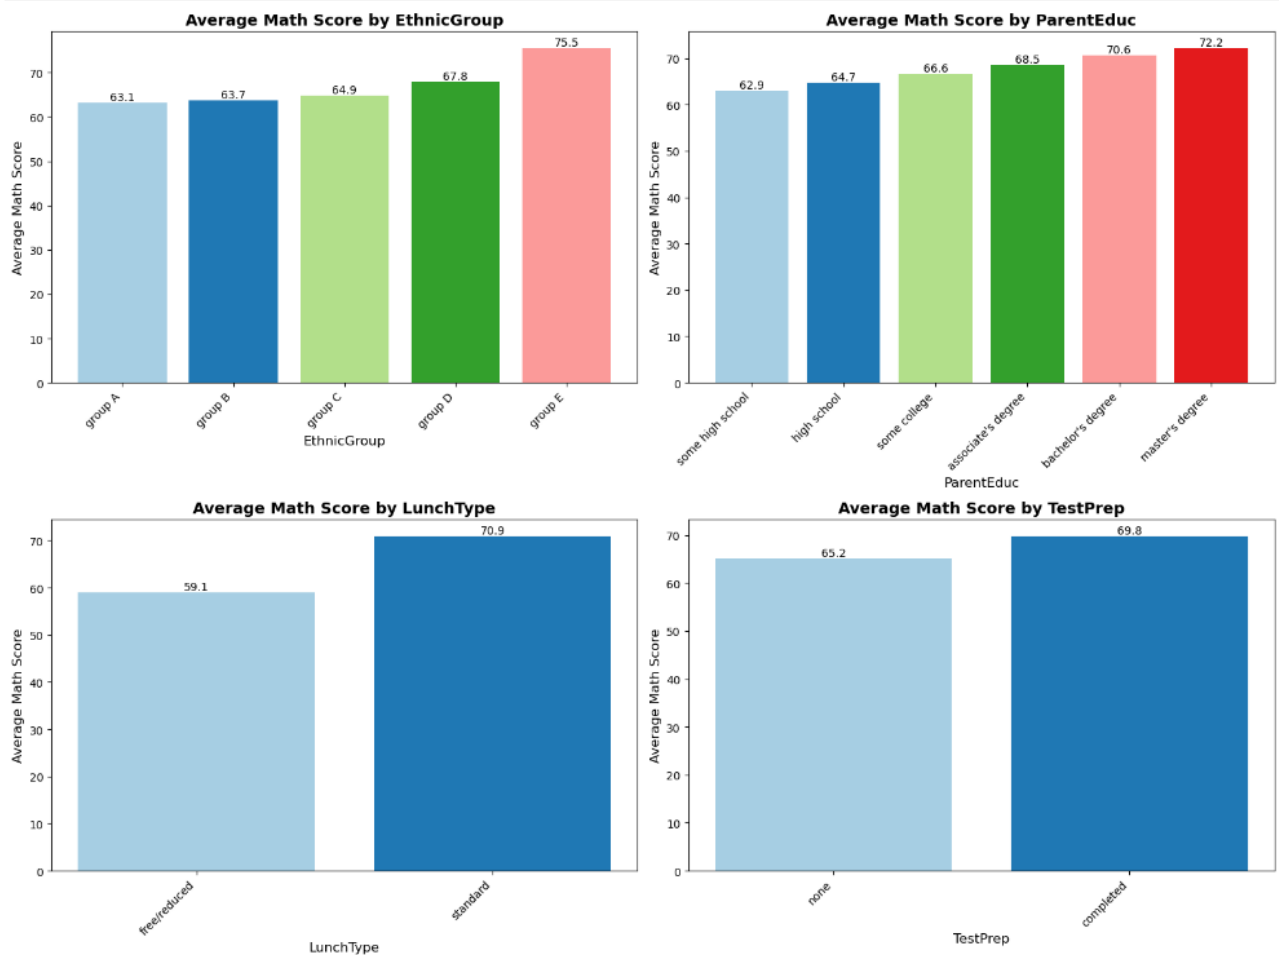 Average Math Score by EthnicGroup
Average Math Score
70
60
50
40
30
20
10
0
63.1
63.7
64.9
67.8
75.5
group A
group B
group C
group D
group E
EthnicGroup
Average Math Score by ParentEduc
Average Math Score
70
60
50
40
30
20
10
0
62.9
64.7
66.6
68.5
70.6
72.2
some high school
high school
some college
associate's degree
bachelor's degree
master's degree
ParentEduc
Average Math Score by LunchType
Average Math Score
70
60
50
40
30
20
10
0
59.1
70.9
free/reduced
standard
LunchType
Average Math Score by TestPrep
Average Math Score
70
60
50
40
30
20
10
0
65.2
69.8
none
completed
TestPrep